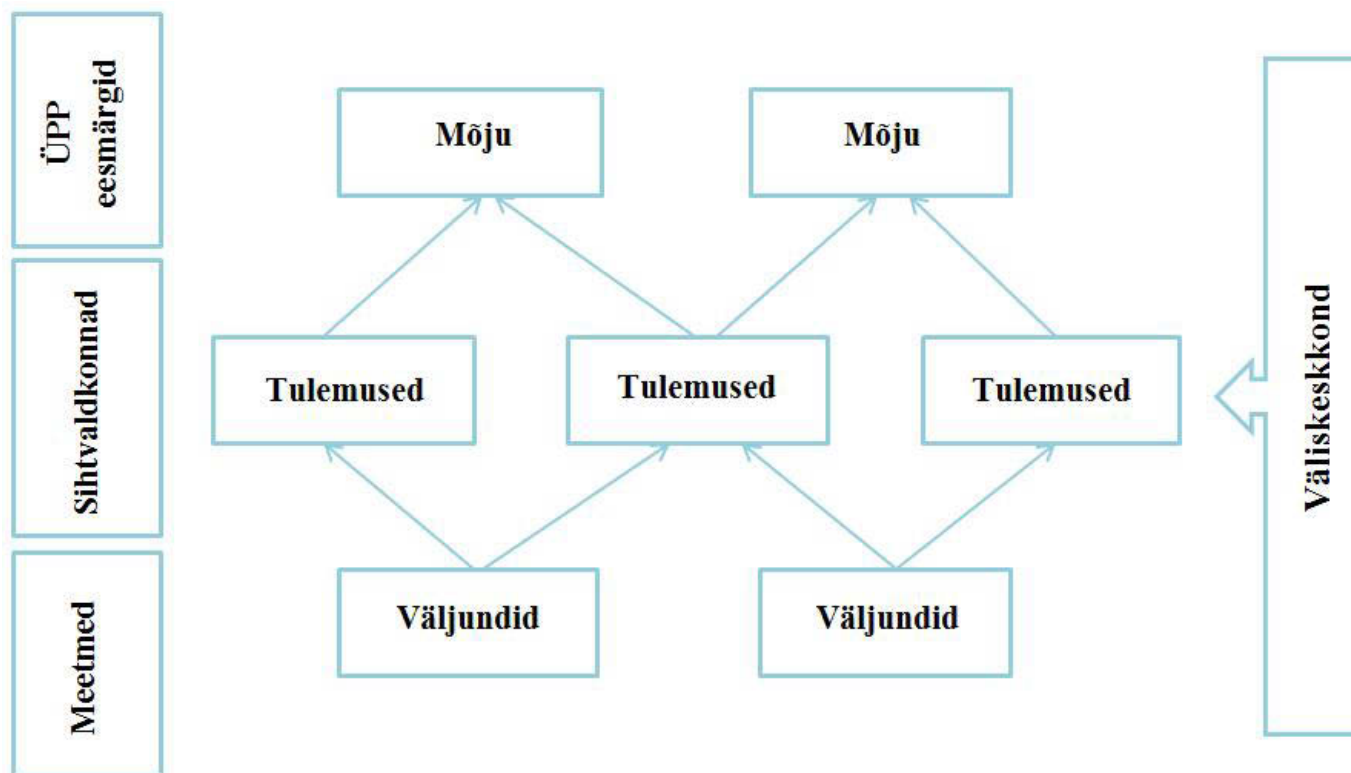 ÜPP
eesmärgid
Mõju
Mõju
Sihtvaldkonnad
Tulemused
Tulemused
Tulemused
Meetmed
Väljundid
Väljundid
Väliskeskkond